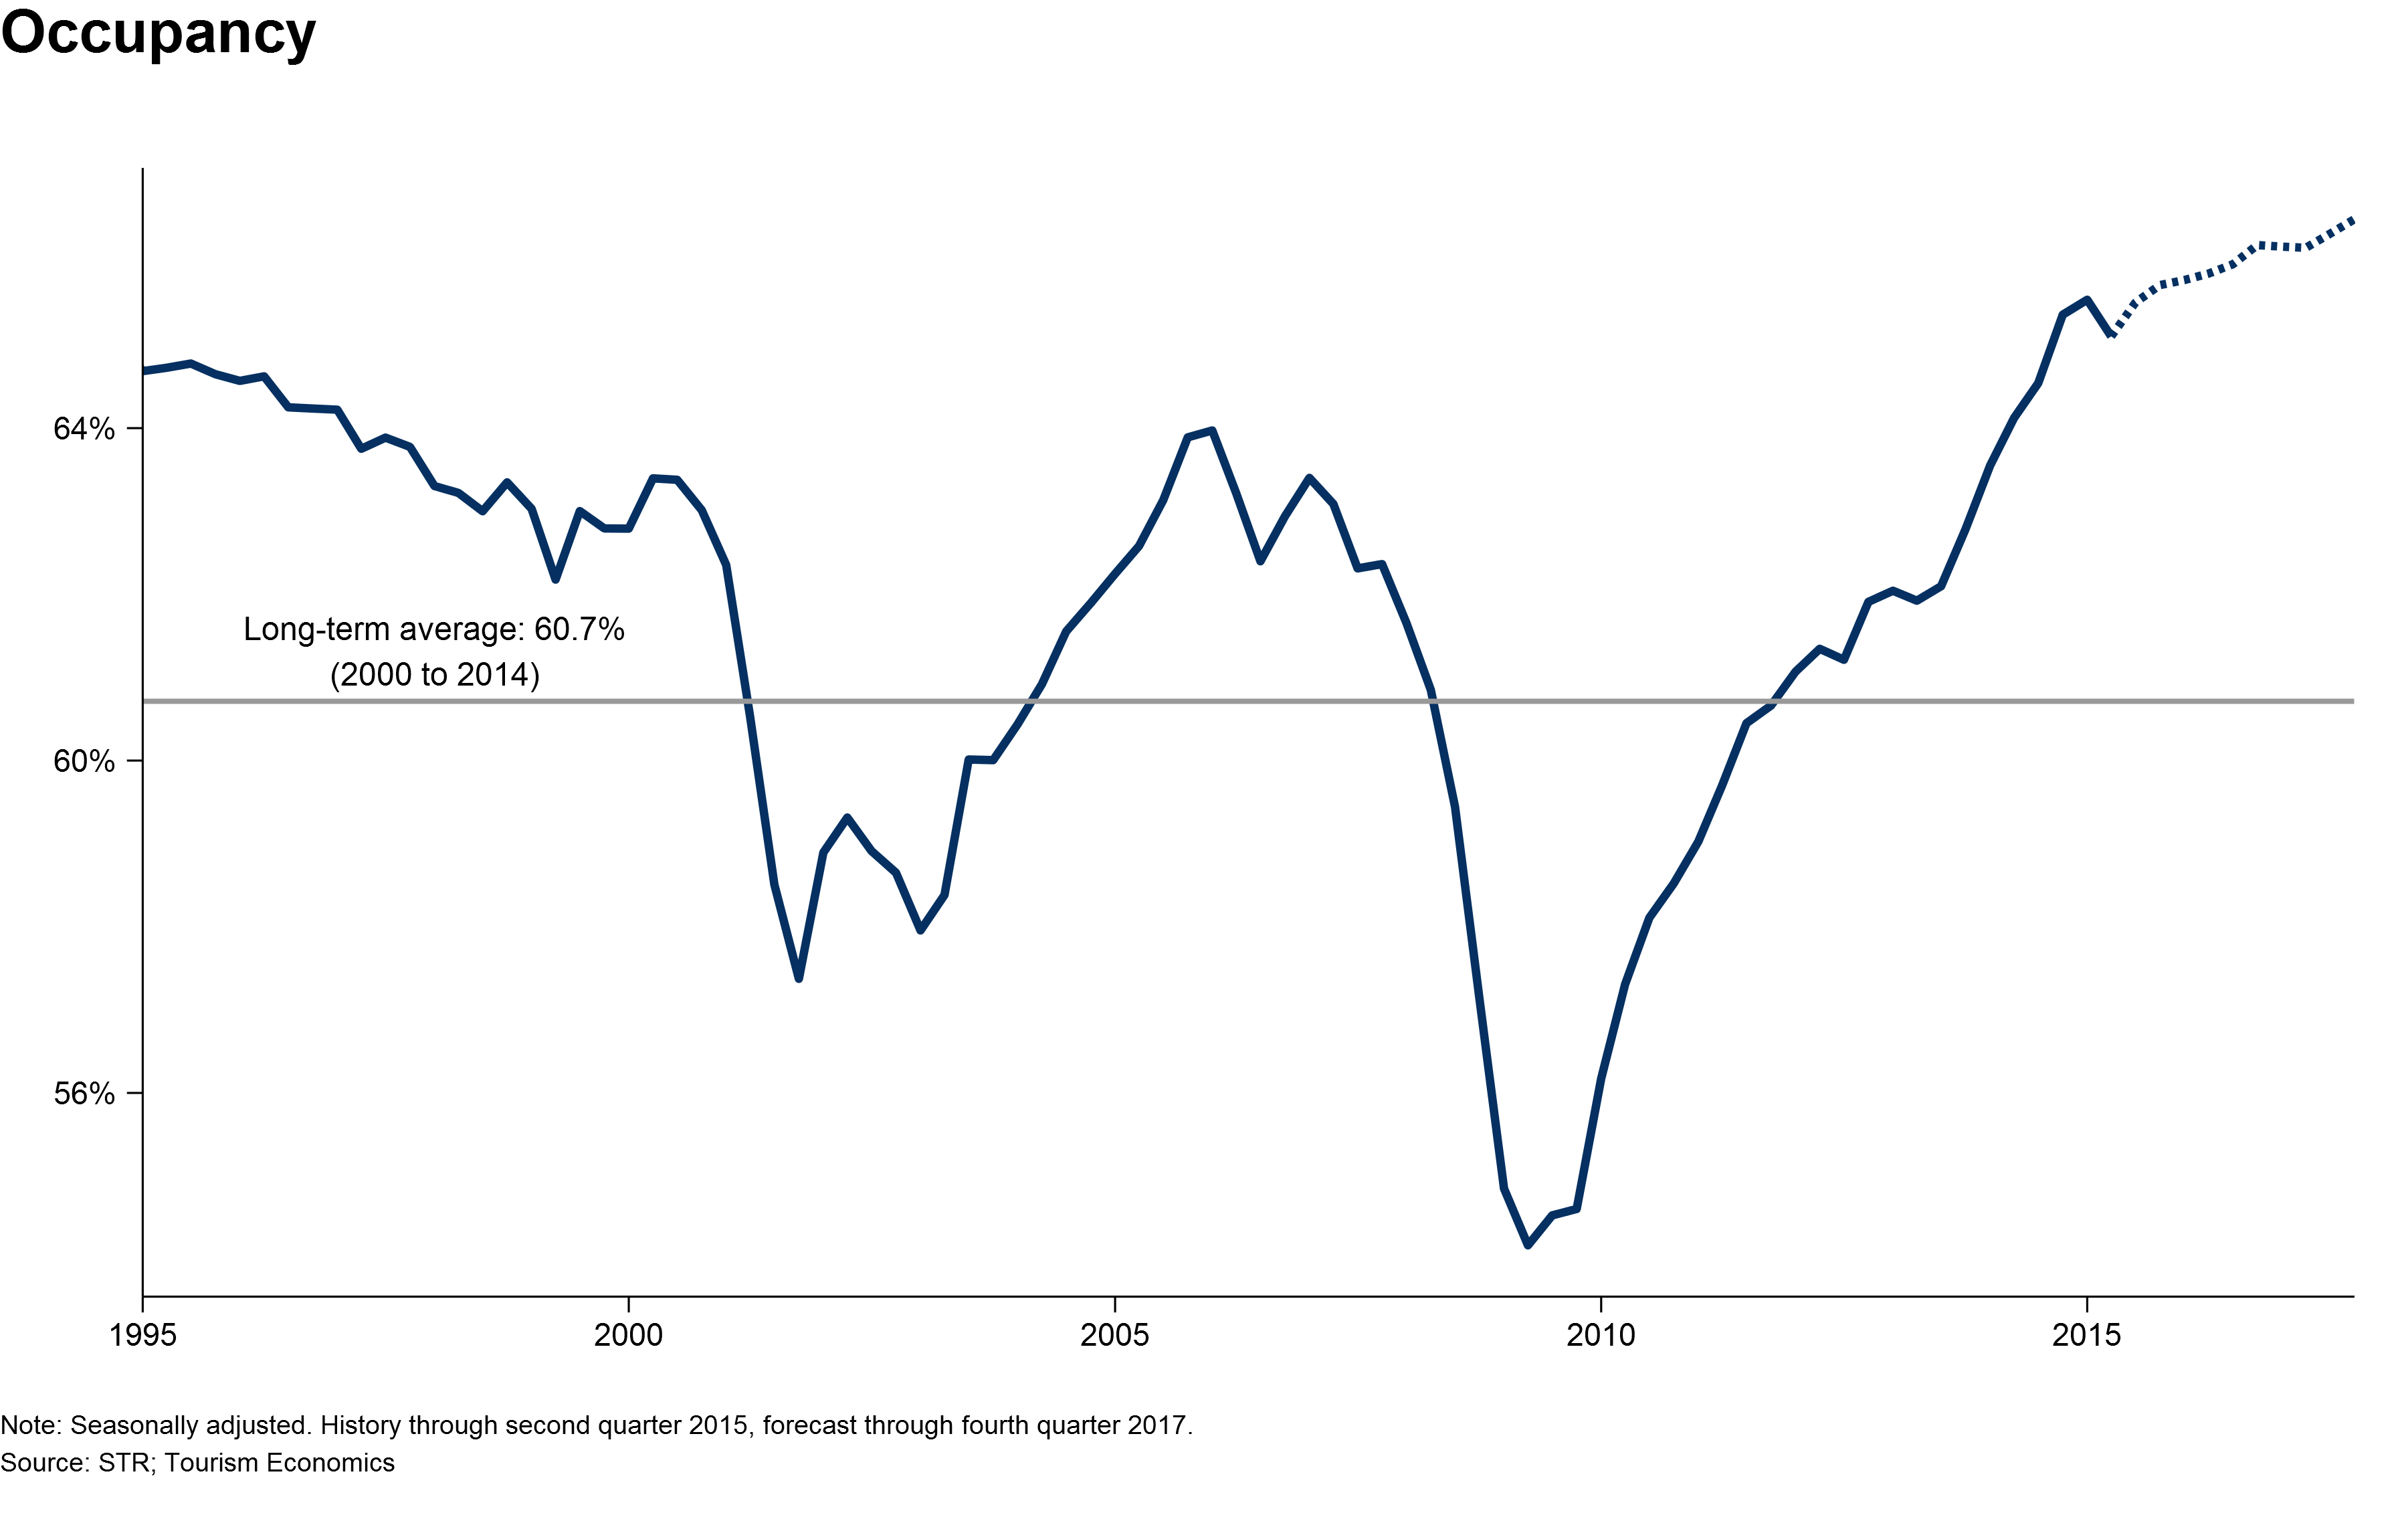 Occupancy
64%
Long-term average: 60.7%
(2000 to 2014)
60%
56%
1995 2000 2005 2010 2015
Note: Seasonally adjusted. History through second quarter 2015, forecast through fourth quarter 2017.
Source: STR; Tourism Economics